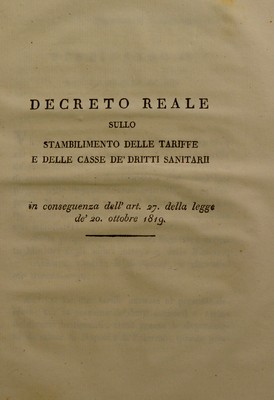 DECRETO REALE
SULLO
STAMBILIMENTO DELLE TARIFFE
E DELLE CASSE DE' DRITTI SANITARII
in conseguenza dell' art. 27. della legge
de' 20. ottobre 1819.